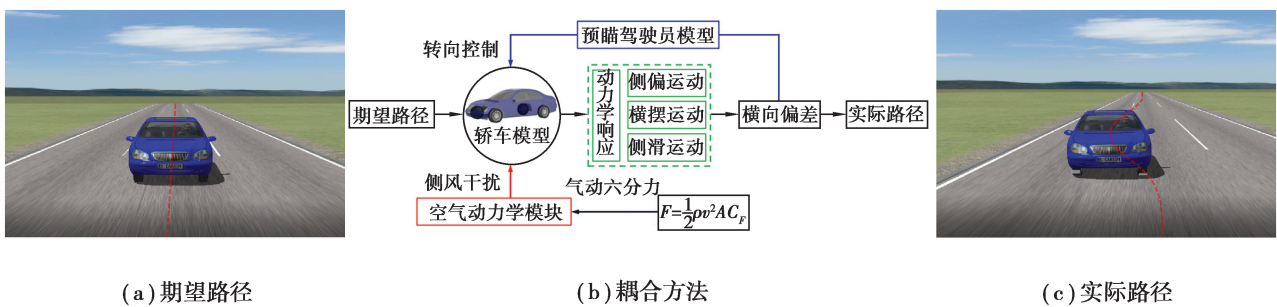 预瞄驾驶员模型
转向控制
期望路径
轿车模型
动力学响应
侧偏运动
横摆运动
侧滑运动
横向偏差
实际路径
侧风干扰
气动六分力
空气动力学模块
F=1/2ρv²AC_F
(a)期望路径
(b)耦合方法
(c)实际路径